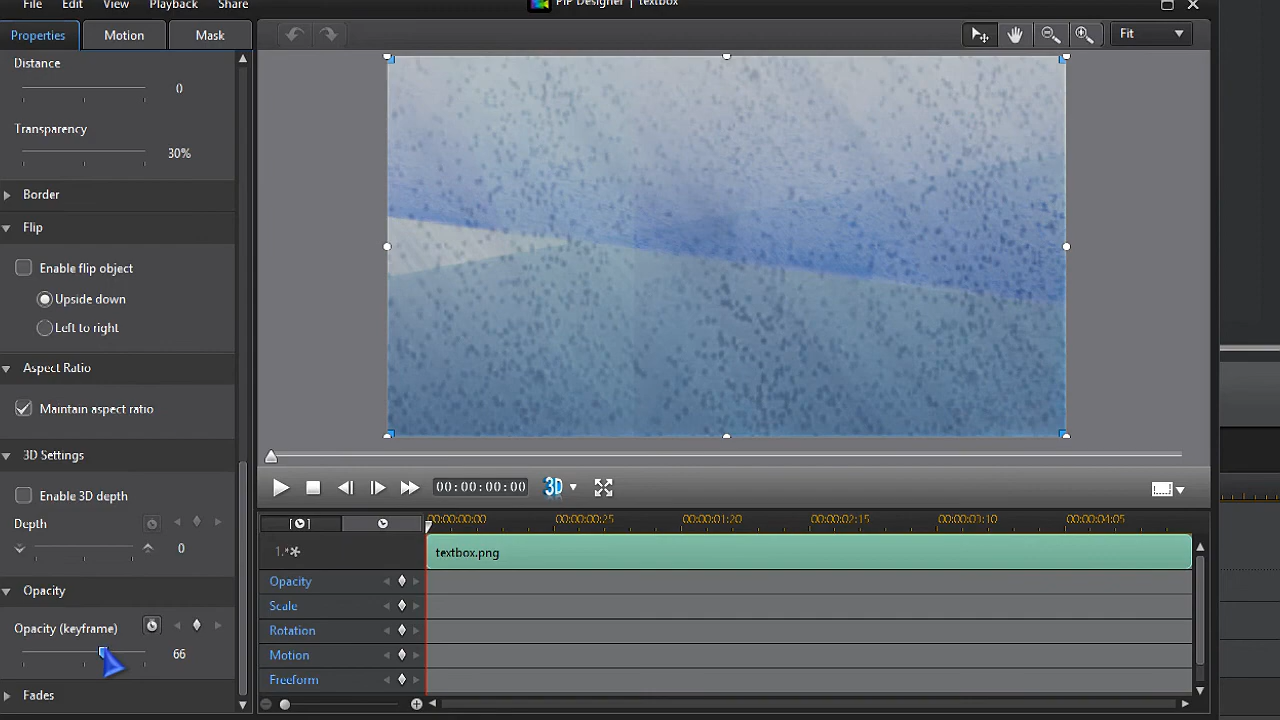 File Edit View Playback Share
PiP Designer | textbox
Properties Motion Mask
Fit
Distance
0
Transparency
30%
Border
Flip
Enable flip object
Upside down
Left to right
Aspect Ratio
Maintain aspect ratio
3D Settings
Enable 3D depth
Depth
0
Opacity
Opacity (keyframe)
66
Fades
00:00:00:00
3D
00:00:00:00 00:00:00:25 00:00:01:20 00:00:02:15 00:00:03:10 00:00:04:05
1.
textbox.png
Opacity
Scale
Rotation
Motion
Freeform